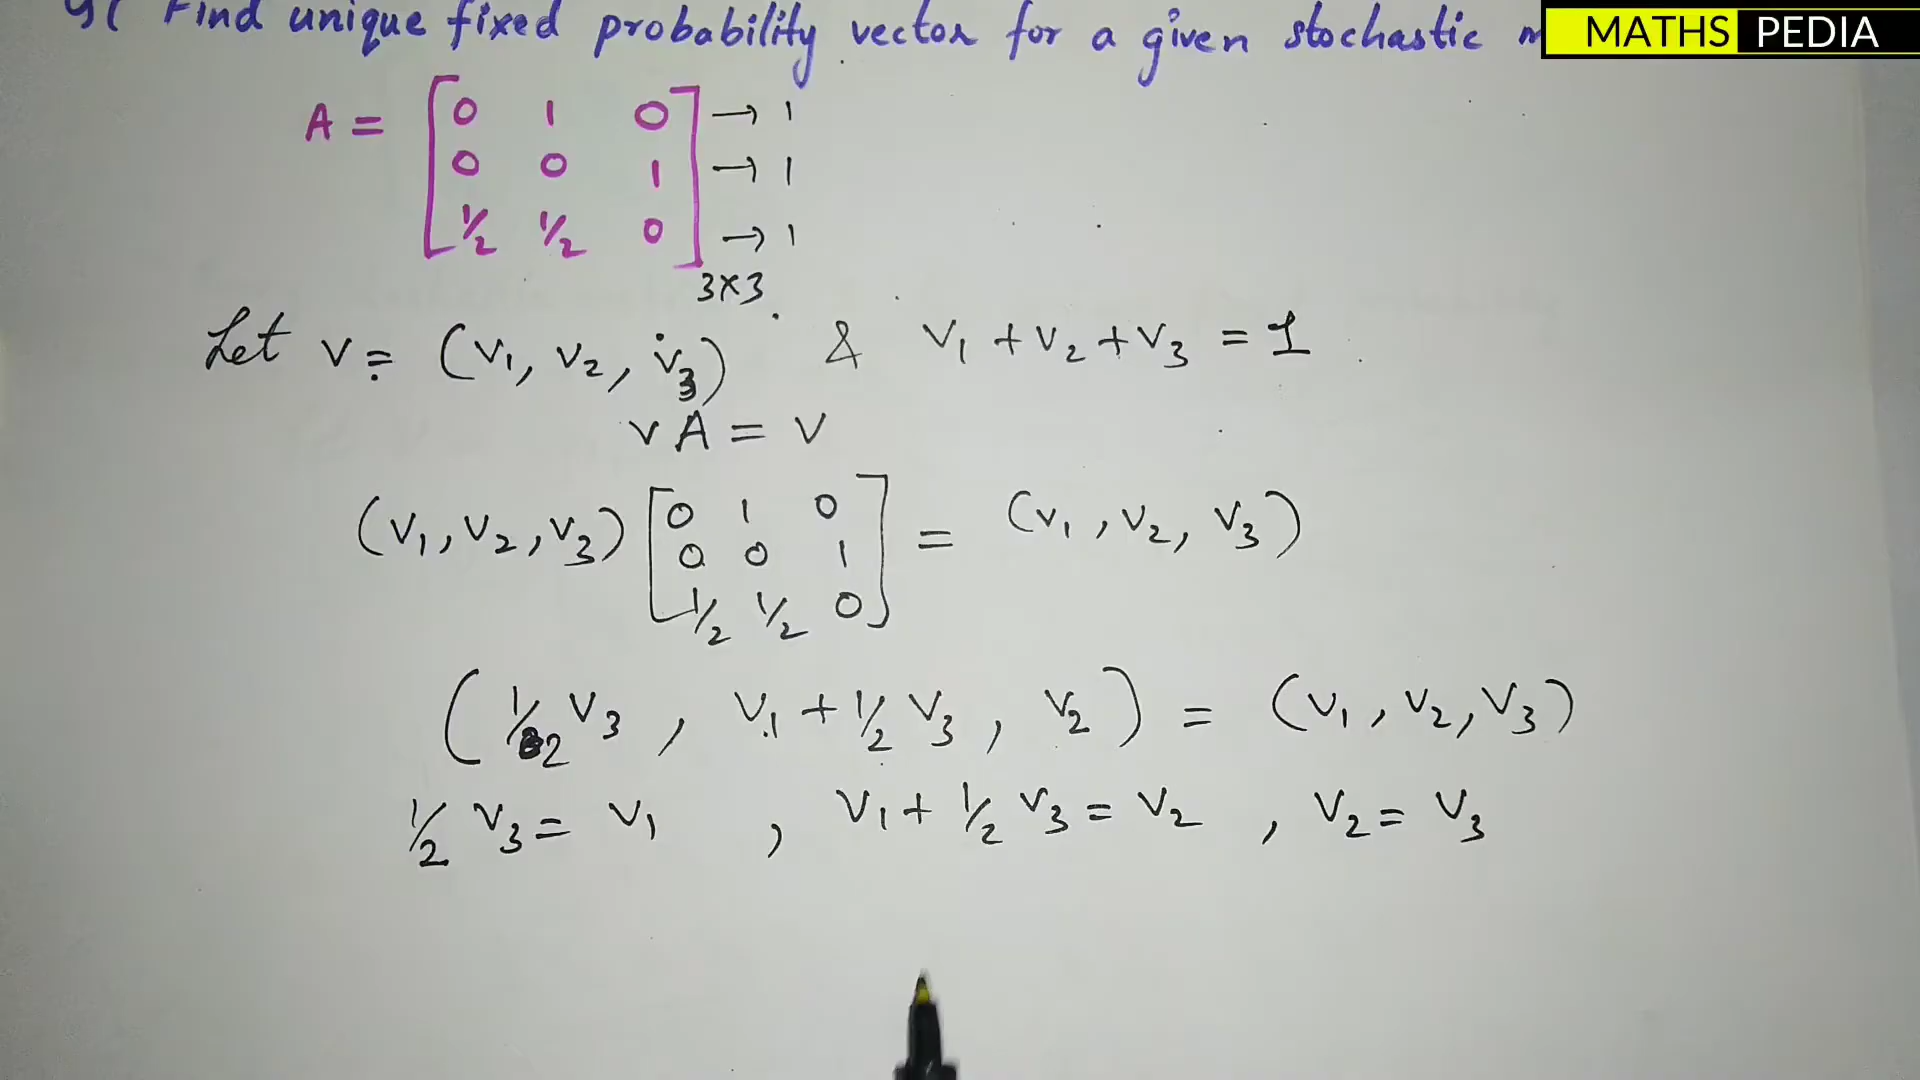 Find unique fixed probability vector for a given stochastic
MATHS PEDIA
A = [0 1 0] → 1
[0 0 1] → 1
[1/2 1/2 0] → 1
3x3
Let v = (v1, v2, v3) & v1 + v2 + v3 = 1
v A = v
(v1, v2, v3) [0 1 0
0 0 1
1/2 1/2 0] = (v1, v2, v3)
(1/2 v3, v1 + 1/2 v3, v2) = (v1, v2, v3)
1/2 v3 = v1, v1 + 1/2 v3 = v2, v2 = v3